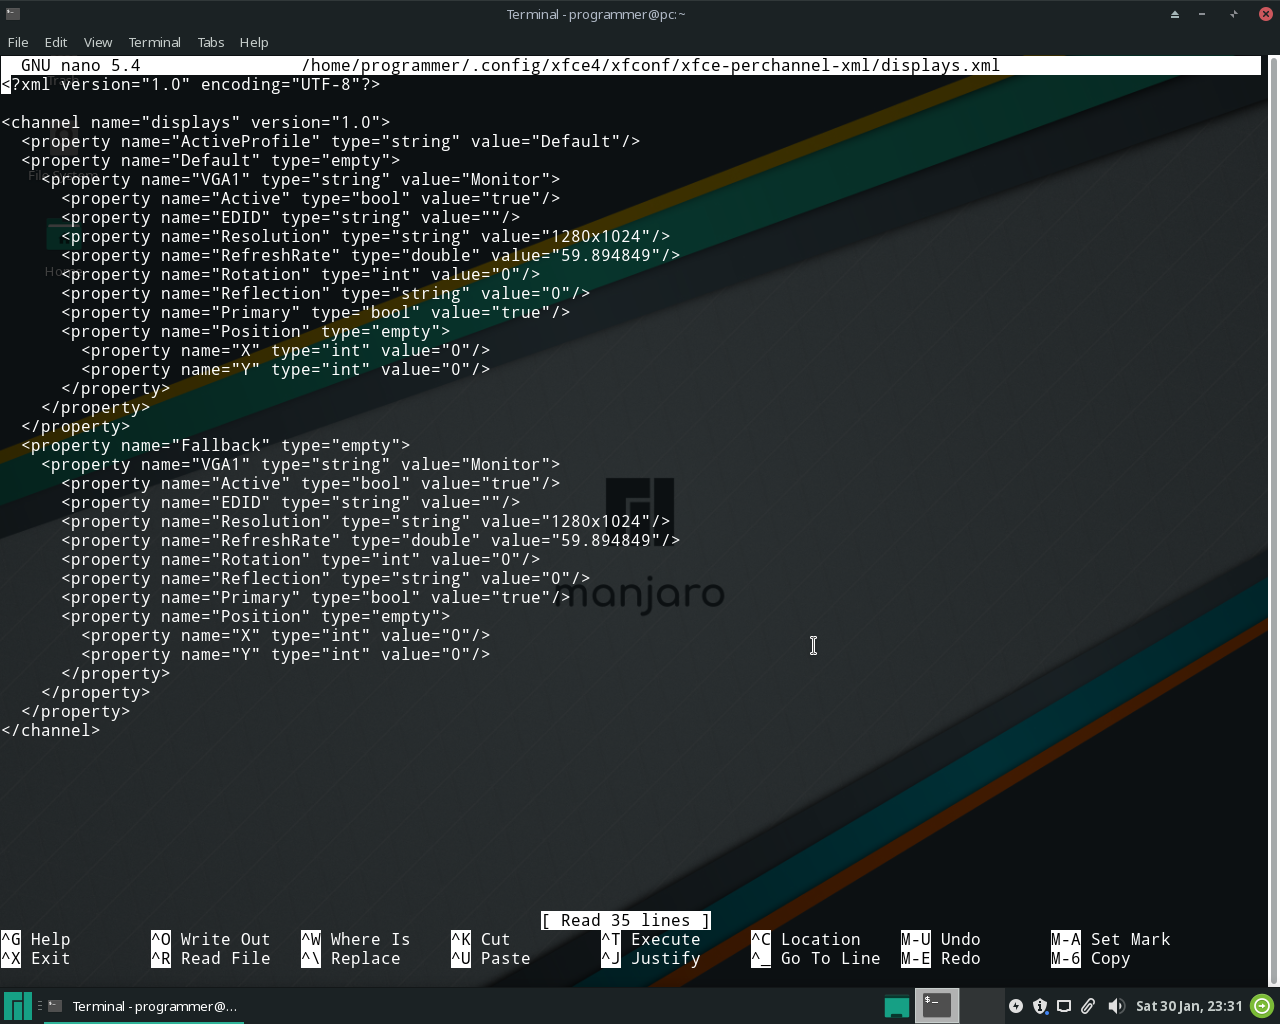 Terminal - programmer@pc:~
File Edit View Terminal Tabs Help
GNU nano 5.4 /home/programmer/.config/xfce4/xfconf/xfce-perchannel-xml/displays.xml
<?xml version="1.0" encoding="UTF-8"?>
<channel name="displays" version="1.0">
  <property name="ActiveProfile" type="string" value="Default"/>
  <property name="Default" type="empty">
    <property name="VGA1" type="string" value="Monitor">
      <property name="Active" type="bool" value="true"/>
      <property name="EDID" type="string" value=""/>
      <property name="Resolution" type="string" value="1280x1024"/>
      <property name="RefreshRate" type="double" value="59.894849"/>
      <property name="Rotation" type="int" value="0"/>
      <property name="Reflection" type="string" value="0"/>
      <property name="Primary" type="bool" value="true"/>
      <property name="Position" type="empty">
        <property name="X" type="int" value="0"/>
        <property name="Y" type="int" value="0"/>
      </property>
    </property>
  </property>
  <property name="Fallback" type="empty">
    <property name="VGA1" type="string" value="Monitor">
      <property name="Active" type="bool" value="true"/>
      <property name="EDID" type="string" value=""/>
      <property name="Resolution" type="string" value="1280x1024"/>
      <property name="RefreshRate" type="double" value="59.894849"/>
      <property name="Rotation" type="int" value="0"/>
      <property name="Reflection" type="string" value="0"/>
      <property name="Primary" type="bool" value="true"/>
      <property name="Position" type="empty">
        <property name="X" type="int" value="0"/>
        <property name="Y" type="int" value="0"/>
      </property>
    </property>
  </property>
</channel>
manjaro
[ Read 35 lines ]
^G Help ^O Write Out ^W Where Is ^K Cut ^T Execute ^C Location M-U Undo M-A Set Mark
^X Exit ^R Read File ^\ Replace ^U Paste ^J Justify ^_ Go To Line M-E Redo M-6 Copy
Terminal - programmer@... Sat 30 Jan, 23:31